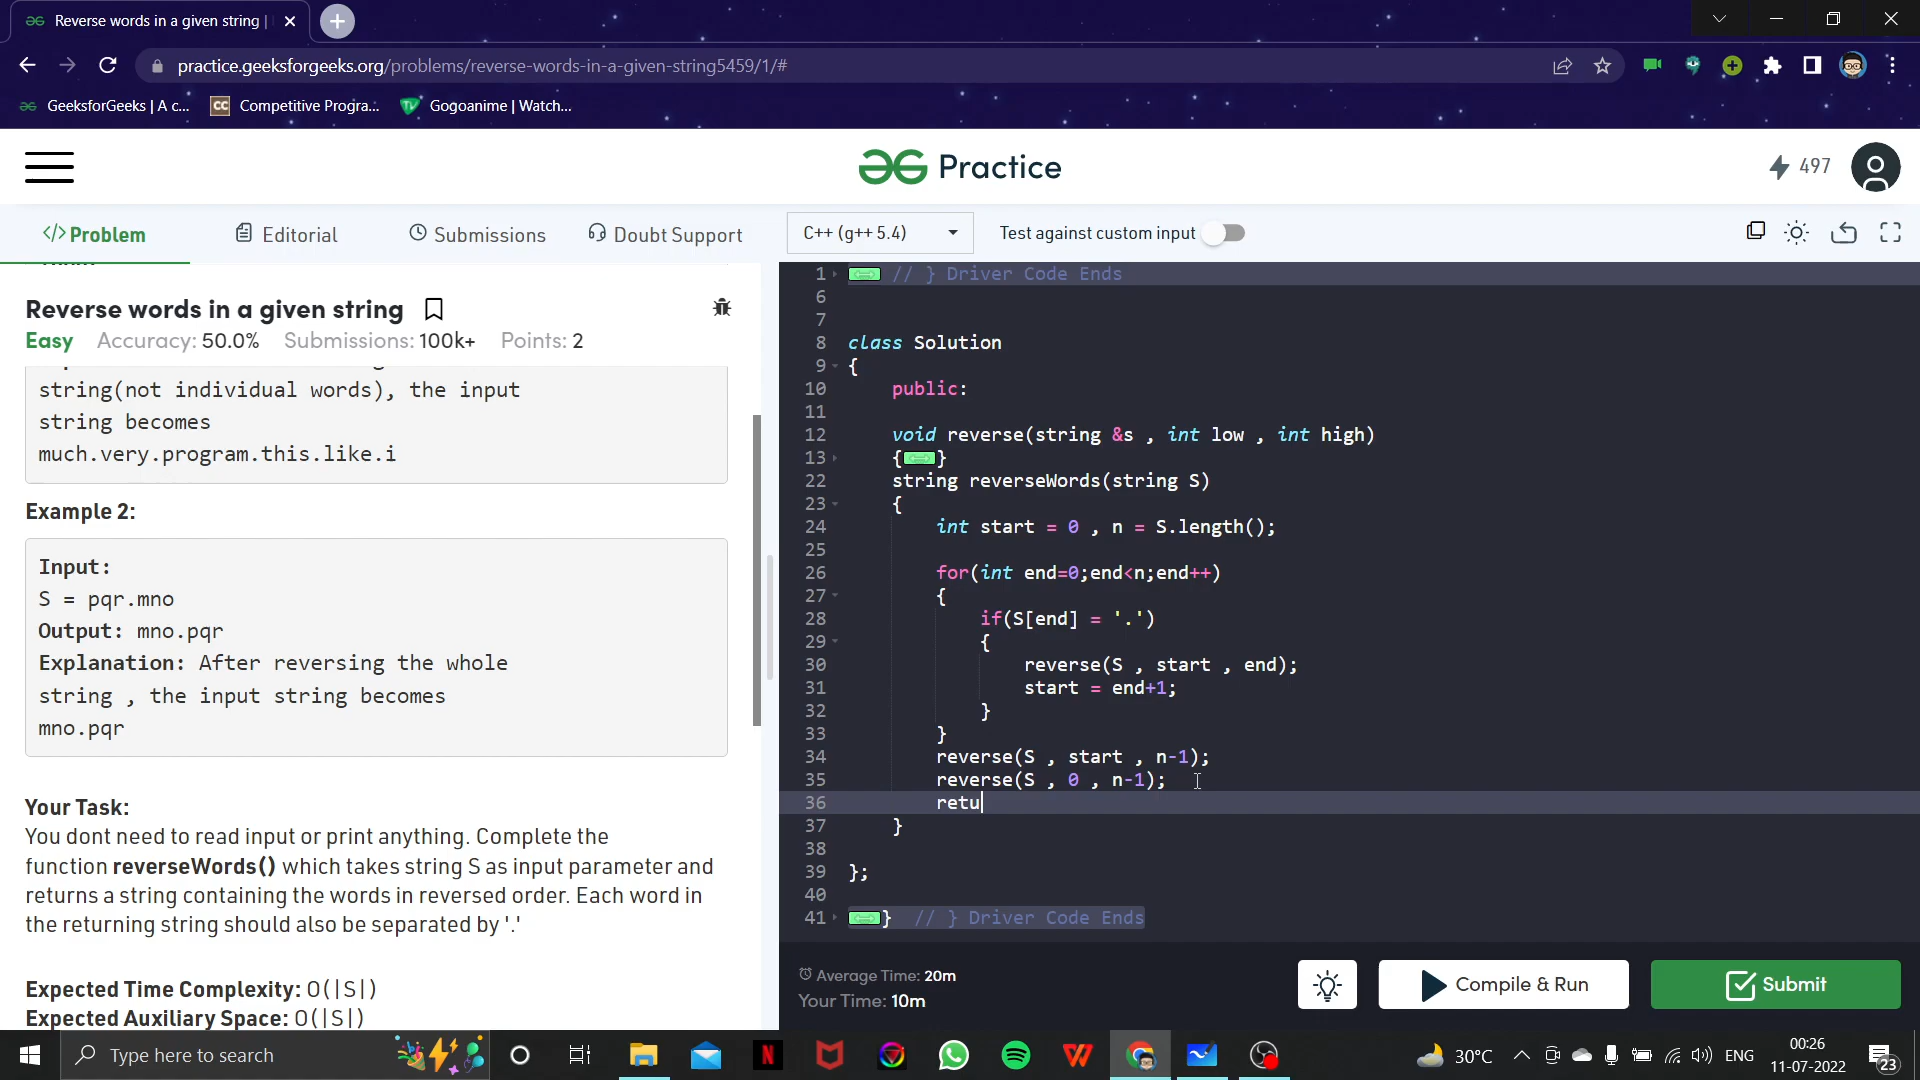 Reverse words in a given string |
practice.geeksforgeeks.org/problems/reverse-words-in-a-given-string5459/1/#
GeeksforGeeks | A c...
CC Competitive Progra...
Gogoanime | Watch...
Practice
497
</> Problem
Editorial
Submissions
Doubt Support
C++ (g++ 5.4)
Test against custom input
Reverse words in a given string
Easy Accuracy: 50.0% Submissions: 100k+ Points: 2
string(not individual words), the input
string becomes
much.very.program.this.like.i
Example 2:
Input:
S = pqr.mno
Output: mno.pqr
Explanation: After reversing the whole
string , the input string becomes
mno.pqr
Your Task:
You dont need to read input or print anything. Complete the
function reverseWords() which takes string S as input parameter and
returns a string containing the words in reversed order. Each word in
the returning string should also be separated by '.'
Expected Time Complexity: O(|S|)
Expected Auxiliary Space: O(|S|)
1 // } Driver Code Ends
6
7
8 class Solution
9 {
10 public:
11
12 void reverse(string &s , int low , int high)
13 {}
22 string reverseWords(string S)
23 {
24 int start = 0 , n = S.length();
25
26 for(int end=0;end<n;end++)
27 {
28 if(S[end] = '.')
29 {
30 reverse(S , start , end);
31 start = end+1;
32 }
33 }
34 reverse(S , start , n-1);
35 reverse(S , 0 , n-1);
36 retu
37 }
38
39 };
40
41 } // } Driver Code Ends
Average Time: 20m
Your Time: 10m
Compile & Run
Submit
Type here to search
30°C
ENG
00:26
11-07-2022
23